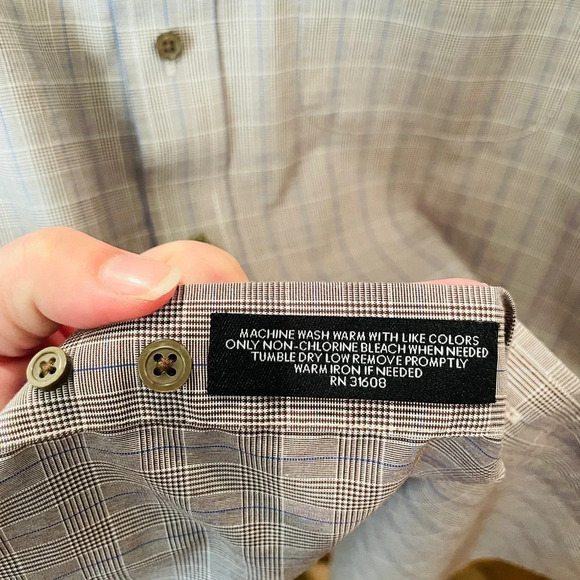 MACHINE WASH WARM WITH LIKE COLORS
ONLY NON-CHLORINE BLEACH WHEN NEEDED
TUMBLE DRY LOW REMOVE PROMPTLY
WARM IRON IF NEEDED
RN 31608